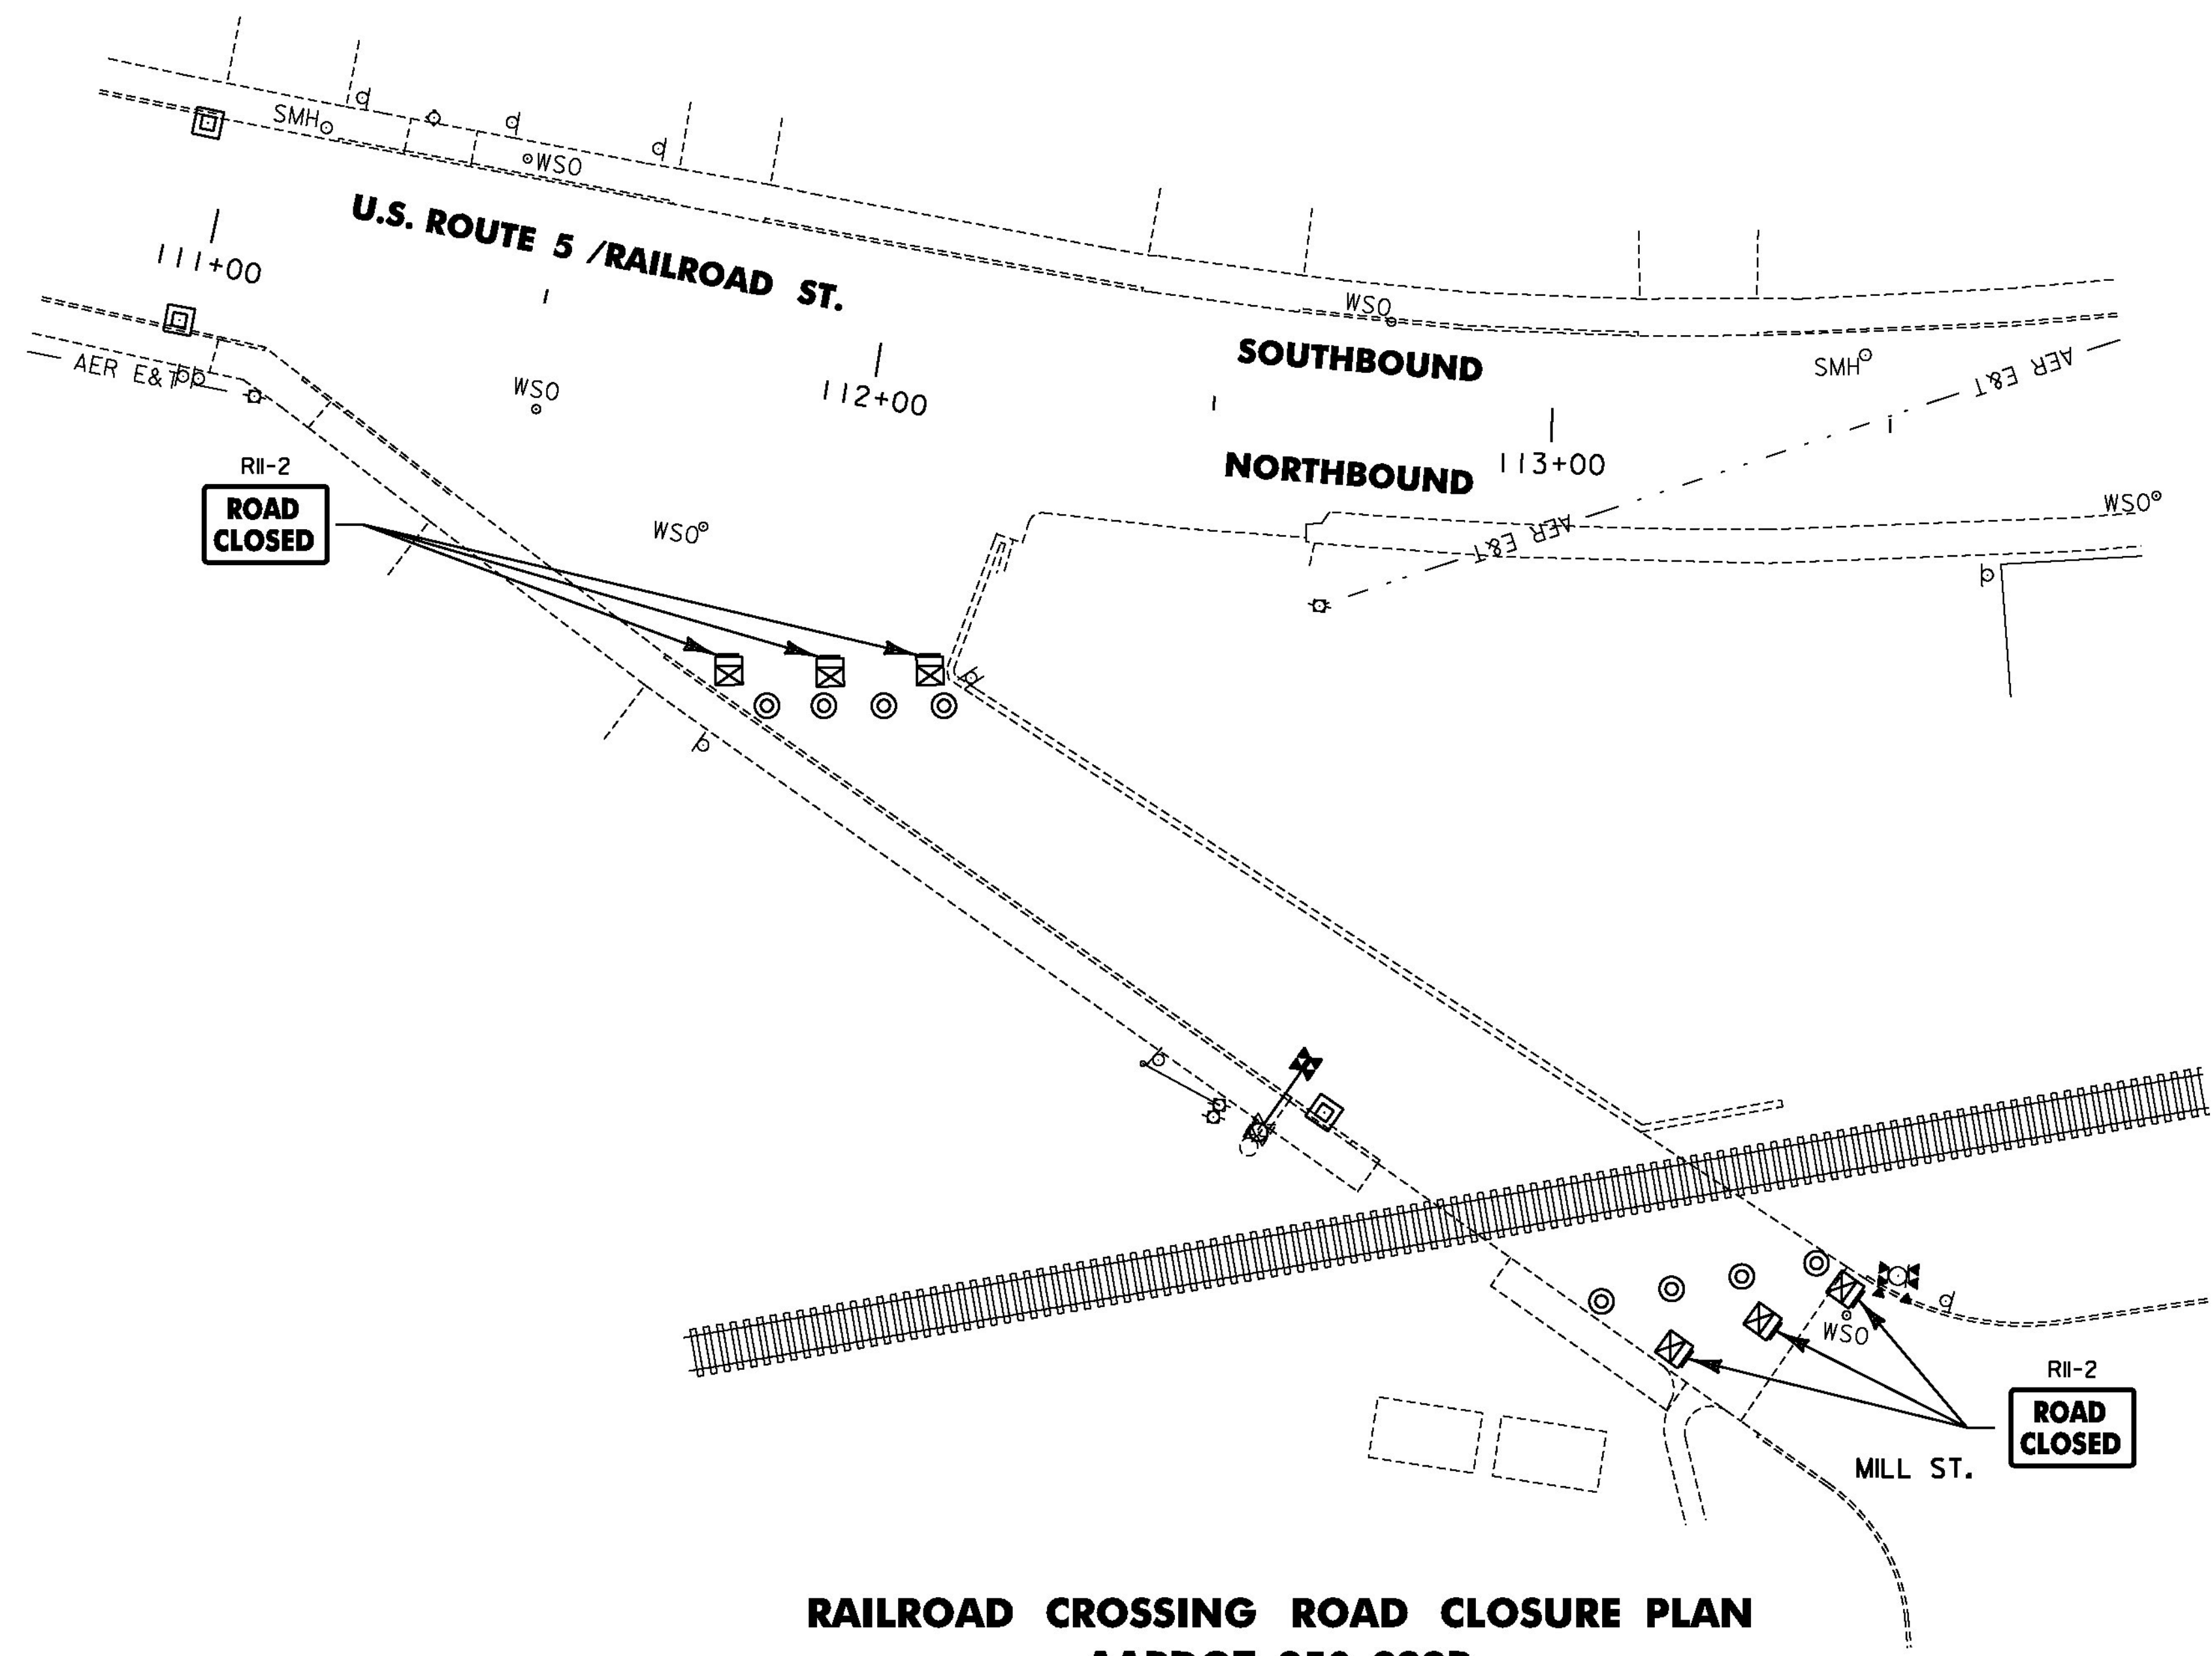 SMH
WSO
U.S. ROUTE 5 /RAILROAD ST.
111+00
WSO
SOUTHBOUND
SMH
AER E&T
AER E&T
WSO
112+00
NORTHBOUND
113+00
RII-2
ROAD
CLOSED
WSO
WSO
AER E&T
WSO
RII-2
ROAD
CLOSED
MILL ST.
RAILROAD CROSSING ROAD CLOSURE PLAN